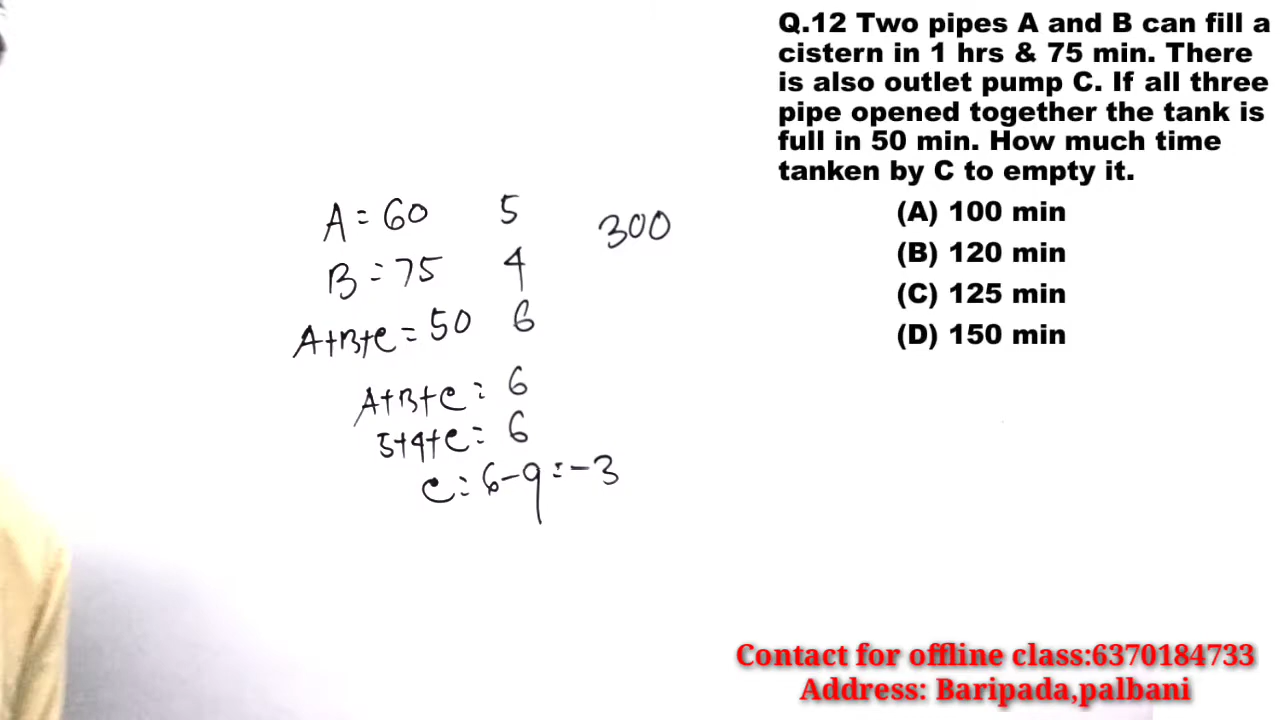 Q.12 Two pipes A and B can fill a
cistern in 1 hrs & 75 min. There
is also outlet pump C. If all three
pipe opened together the tank is
full in 50 min. How much time
tanken by C to empty it.
(A) 100 min
(B) 120 min
(C) 125 min
(D) 150 min
A = 60 5 300
B = 75 4
A+B+C = 50 6
A+B+C = 6
5+4+C = 6
C = 6-9 = -3
Contact for offline class:6370184733
Address: Baripada,palbani